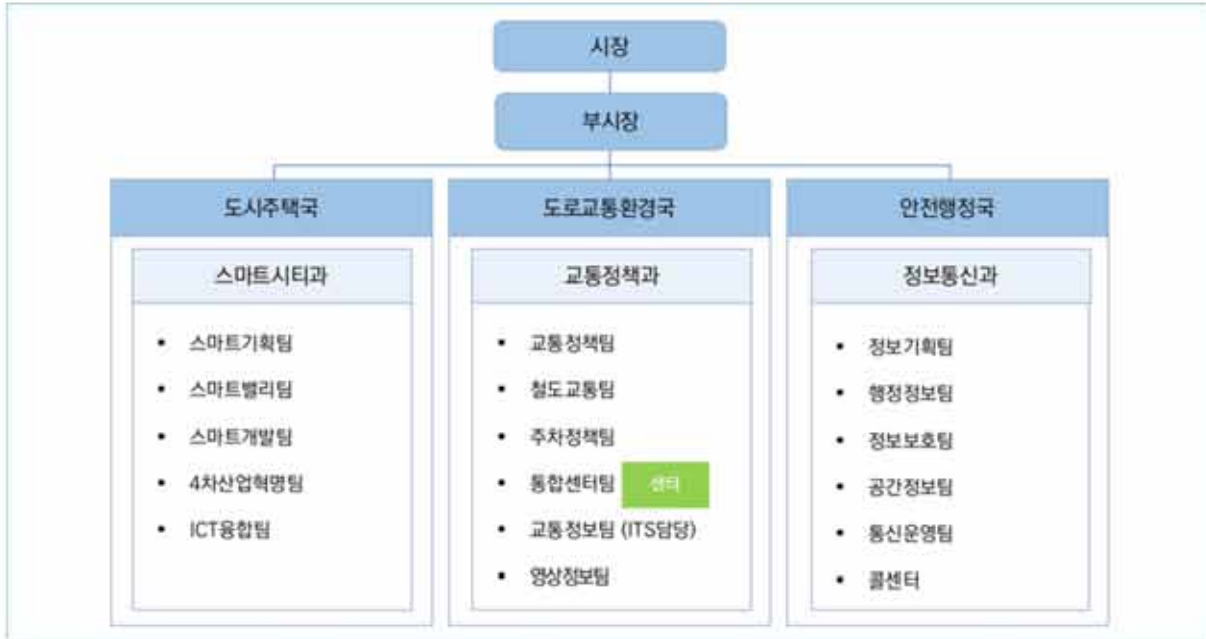 시장
부시장
도시주택국
스마트시티과
스마트기획팀
스마트밸리팀
스마트개발팀
4차산업혁명팀
ICT융합팀
도로교통환경국
교통정책과
교통정책팀
철도교통팀
주차정책팀
통합센터팀 센터
교통정보팀 (ITS담당)
영상정보팀
안전행정국
정보통신과
정보기획팀
행정정보팀
정보보호팀
공간정보팀
통신운영팀
콜센터